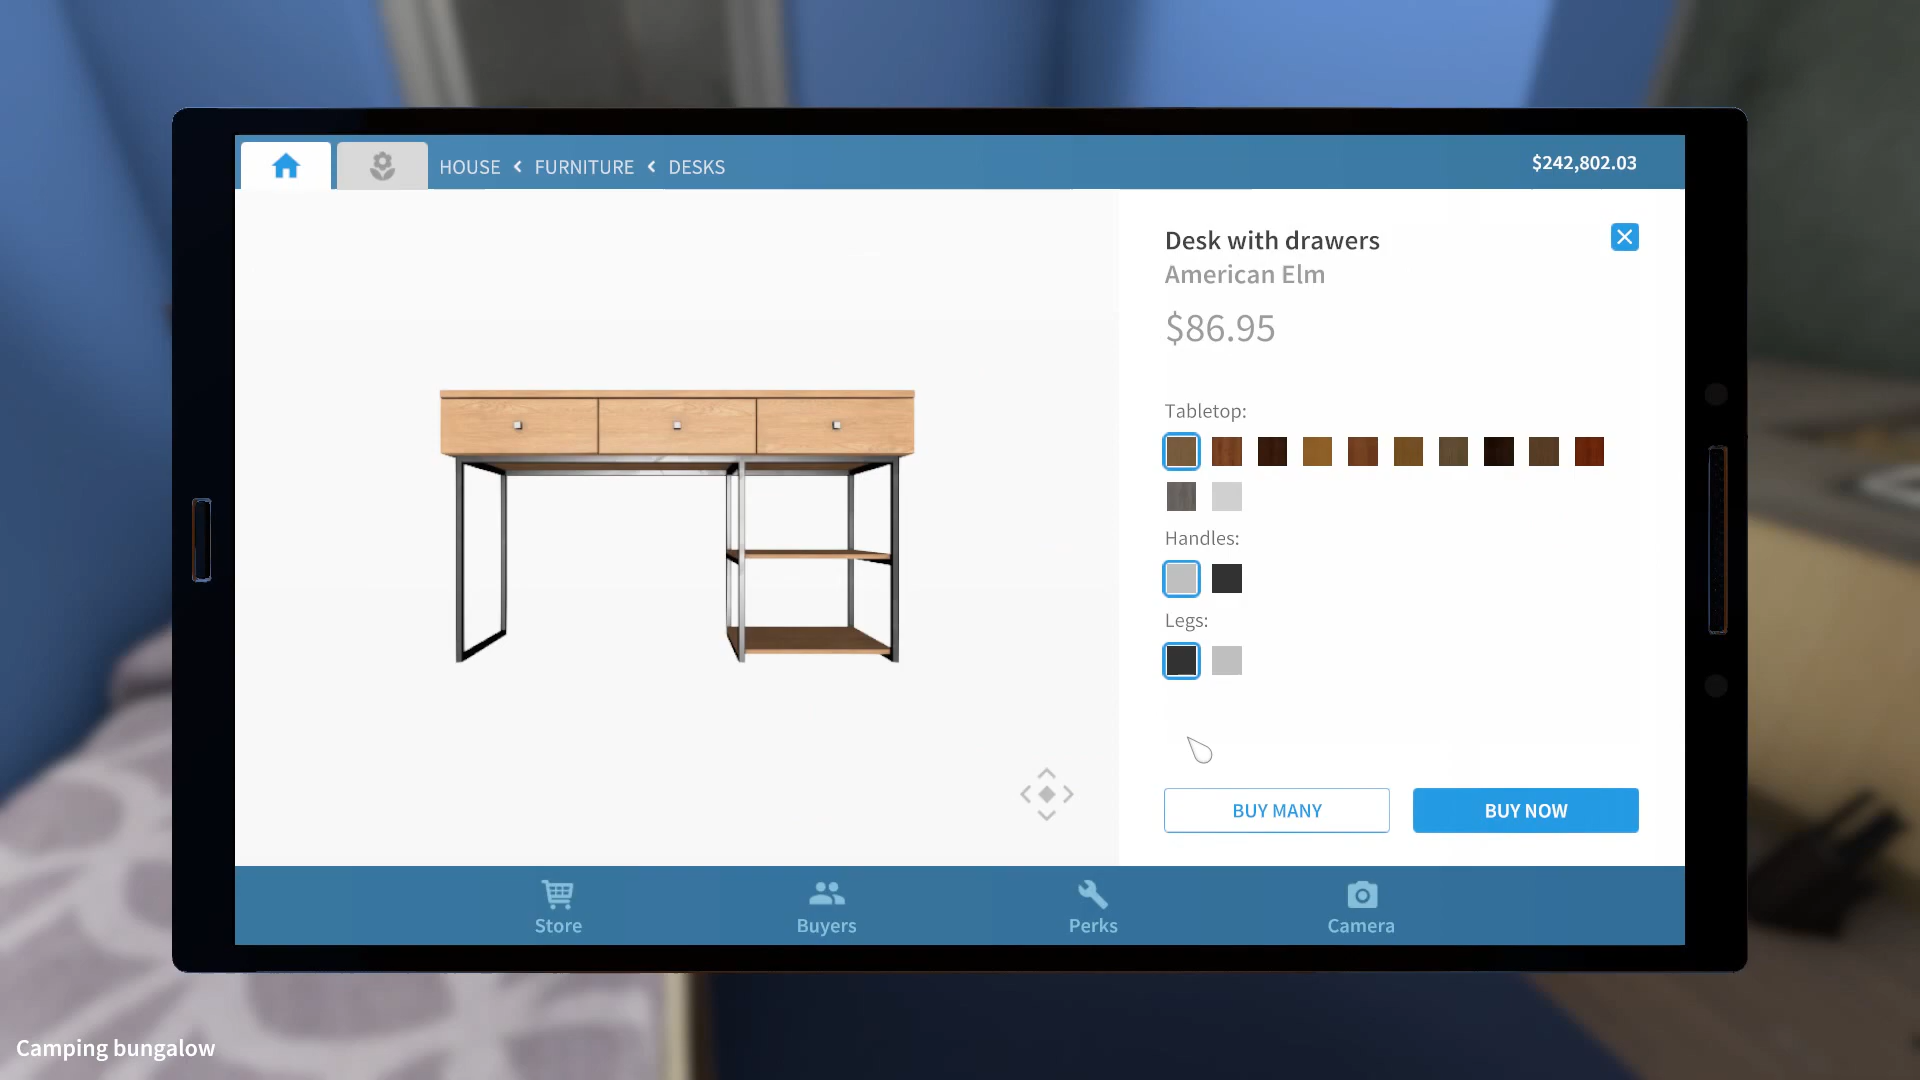 HOUSE < FURNITURE < DESKS
$242,802.03
Desk with drawers
American Elm
$86.95
Tabletop:
Handles:
Legs:
BUY MANY
BUY NOW
Store
Buyers
Perks
Camera
Camping bungalow